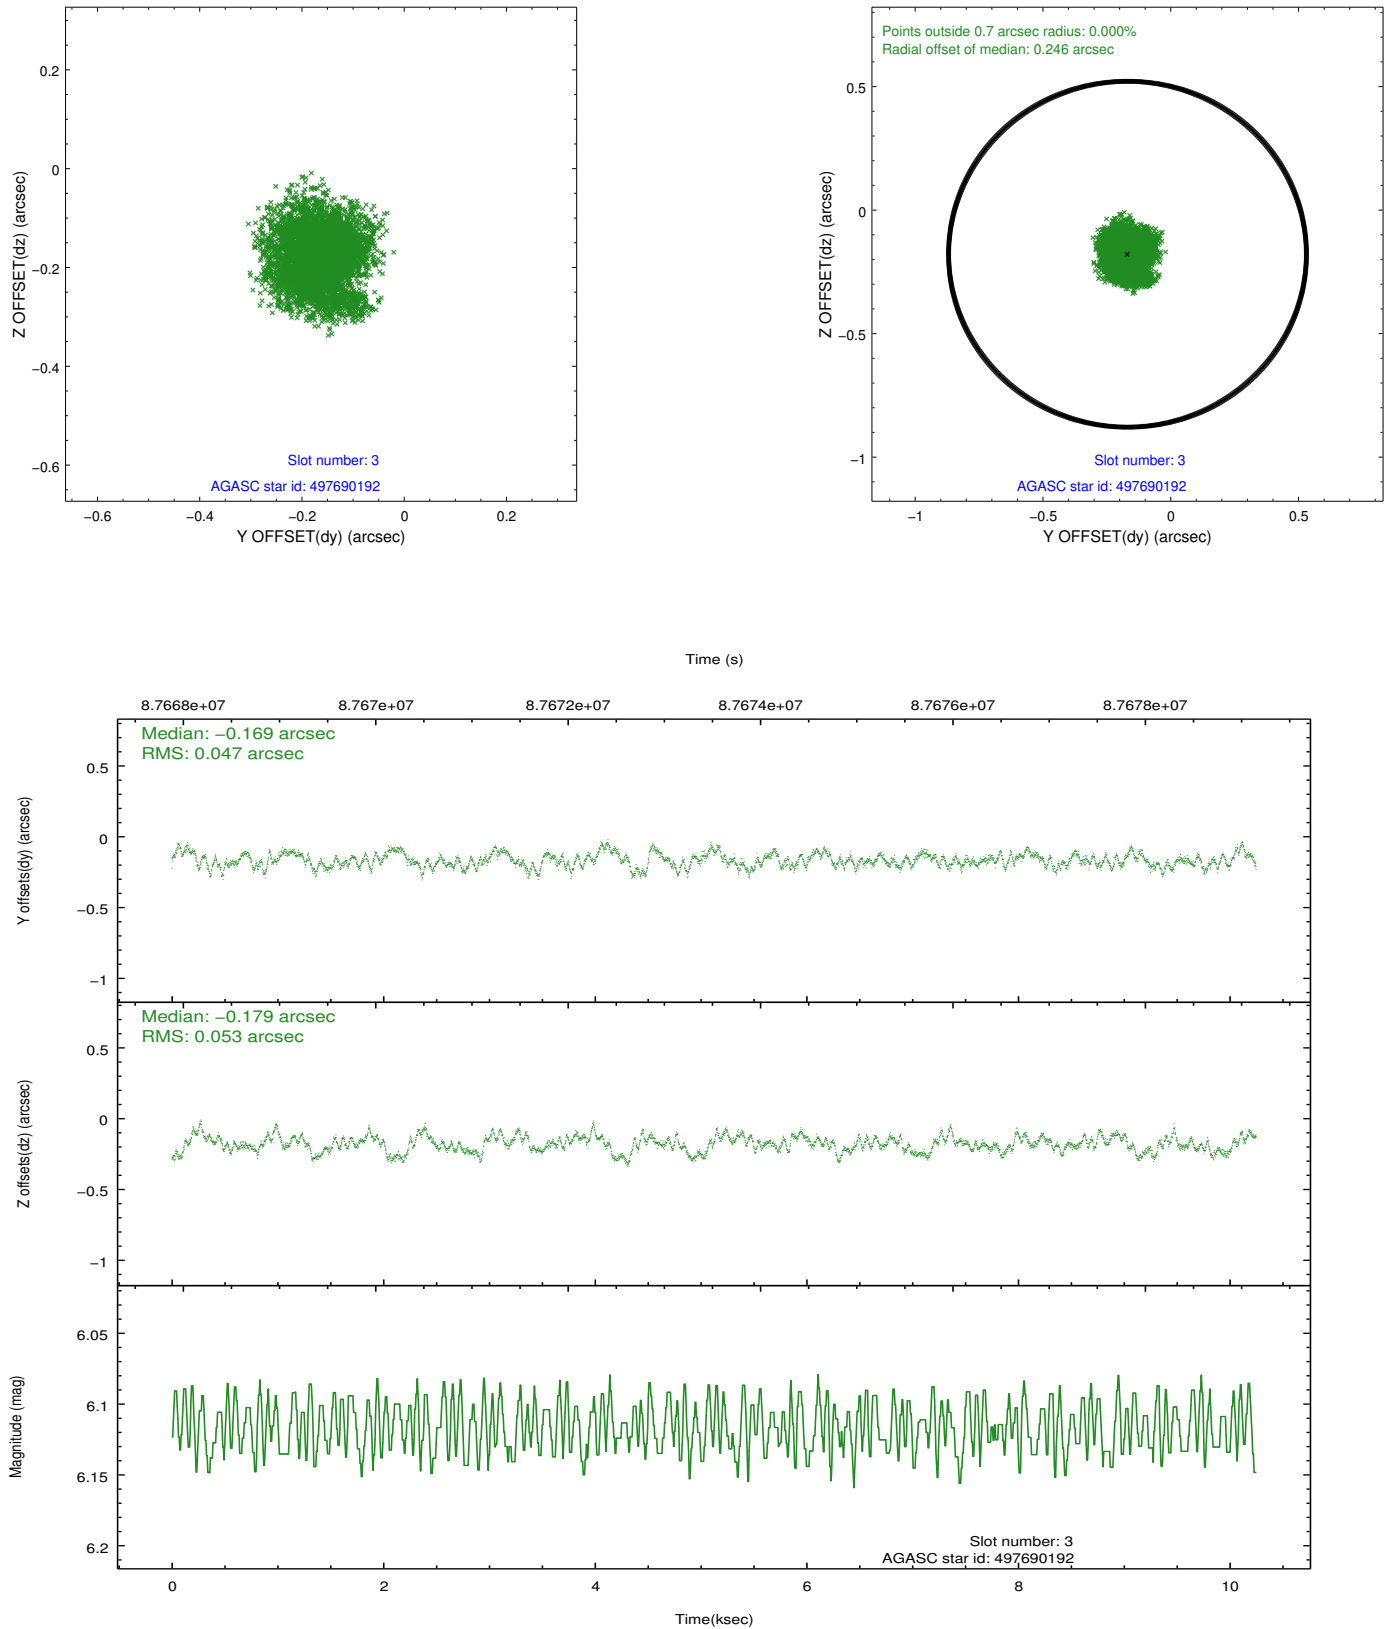 0.2
0
−0.2
−0.4
−0.6
Z OFFSET(dz) (arcsec)
Slot number: 3
AGASC star id: 497690192
−0.6
−0.4
−0.2
0
0.2
Y OFFSET(dy) (arcsec)
Points outside 0.7 arcsec radius: 0.000%
Radial offset of median: 0.246 arcsec
0.5
0
−0.5
−1
Z OFFSET(dz) (arcsec)
Slot number: 3
AGASC star id: 497690192
−1
−0.5
0
0.5
Y OFFSET(dy) (arcsec)
Time (s)
8.7668e+07
8.767e+07
8.7672e+07
8.7674e+07
8.7676e+07
8.7678e+07
Median: −0.169 arcsec
RMS: 0.047 arcsec
0.5
0
−0.5
−1
Y offsets(dy) (arcsec)
Median: −0.179 arcsec
RMS: 0.053 arcsec
0.5
0
−0.5
−1
Z offsets(dz) (arcsec)
6.05
6.1
6.15
6.2
Magnitude (mag)
Slot number: 3
AGASC star id: 497690192
0
2
4
6
8
10
Time(ksec)